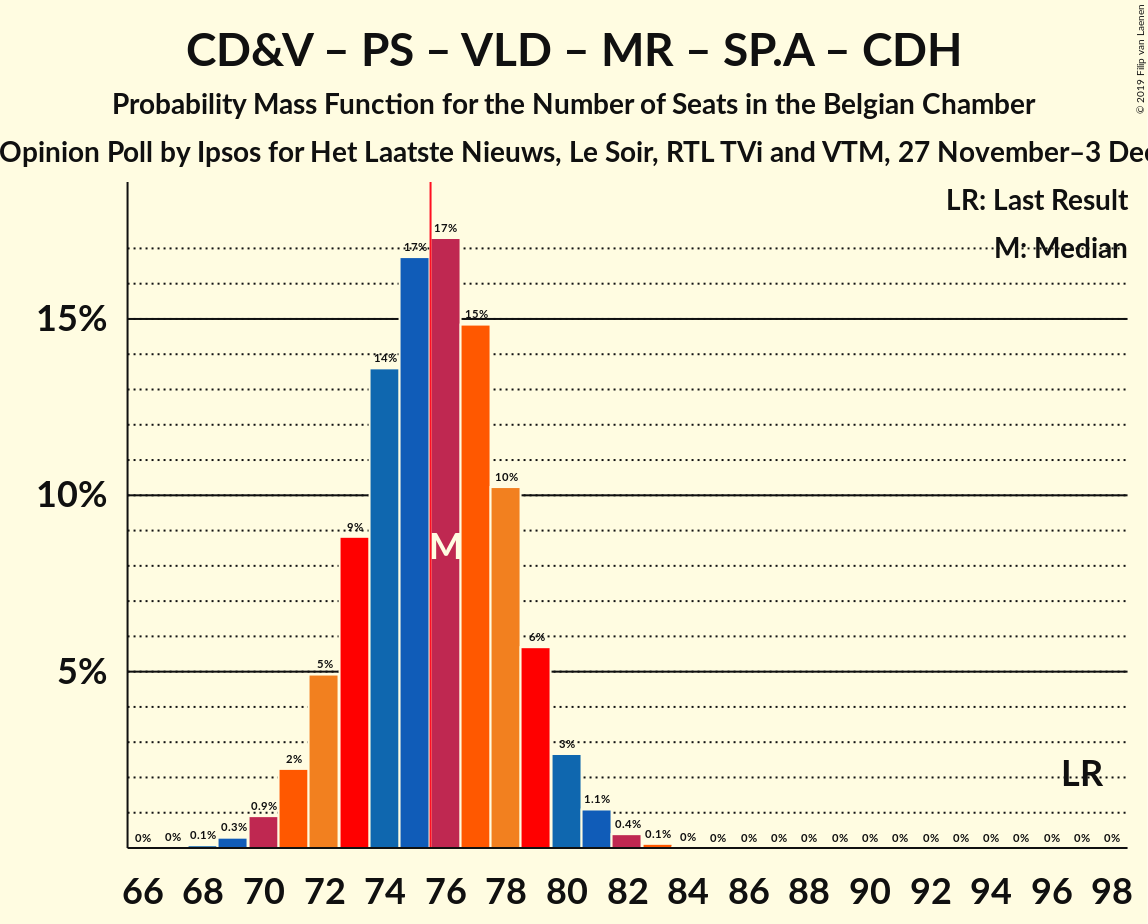 CD&V – PS – VLD – MR – SP.A – CDH
Probability Mass Function for the Number of Seats in the Belgian Chamber
Opinion Poll by Ipsos for Het Laatste Nieuws, Le Soir, RTL TVi and VTM, 27 November–3 Dec
© 2019 Filip van Laenen
LR: Last Result
M: Median
15%
10%
5%
0% 0% 0.1% 0.3% 0.9% 2% 5% 9% 14% 17% 17% 15% 10% 6% 3% 1.1% 0.4% 0.1% 0% 0% 0% 0% 0% 0% 0% 0% 0% 0% 0% 0% 0% 0% 0%
M
LR
66 68 70 72 74 76 78 80 82 84 86 88 90 92 94 96 98